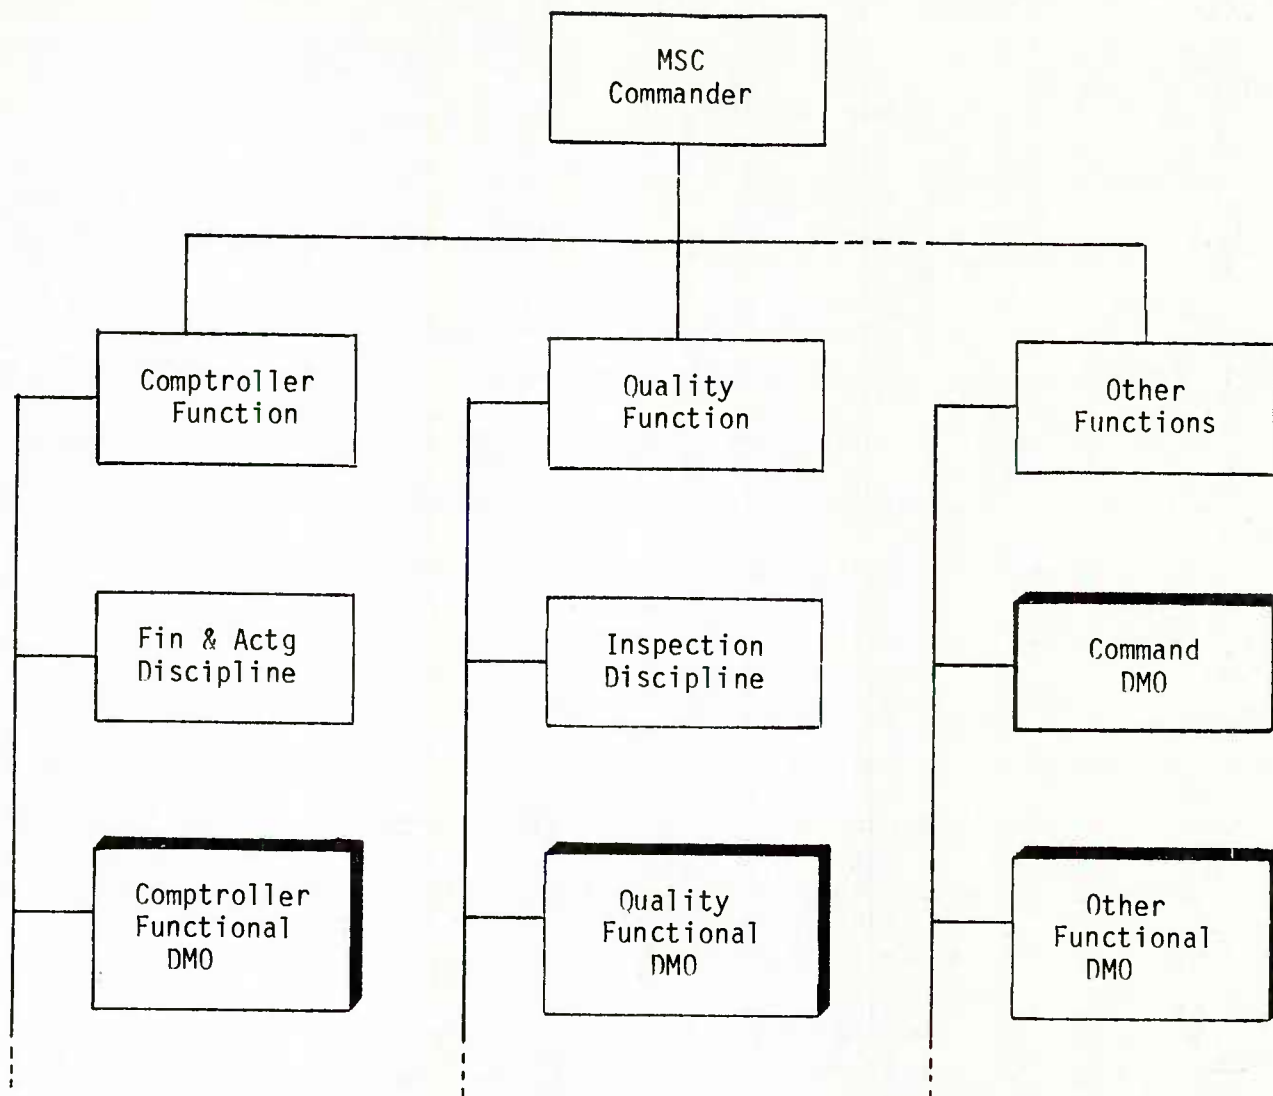 MSC
Commander
Comptroller
Function
Quality
Function
Other
Functions
Fin & Actg
Discipline
Inspection
Discipline
Command
DMO
Comptroller
Functional
DMO
Quality
Functional
DMO
Other
Functional
DMO